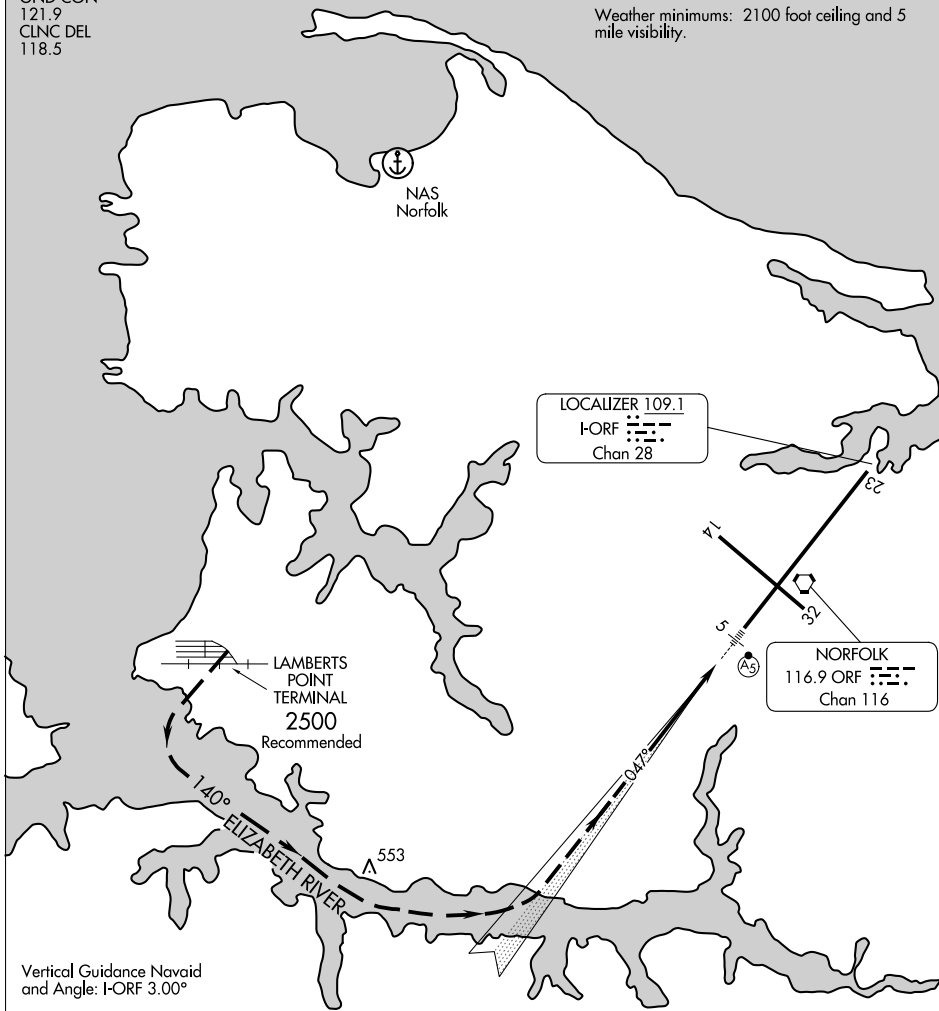 121.9
CLNC DEL
118.5
Weather minimums: 2100 foot ceiling and 5
mile visibility.
NAS
Norfolk
LOCALIZER 109.1
I-ORF
Chan 28
23
14
32
5
A5
NORFOLK
116.9 ORF
Chan 116
LAMBERTS
POINT
TERMINAL
2500
Recommended
047°
140°
ELIZABETH RIVER
553
Vertical Guidance Navaid
and Angle: I-ORF 3.00°